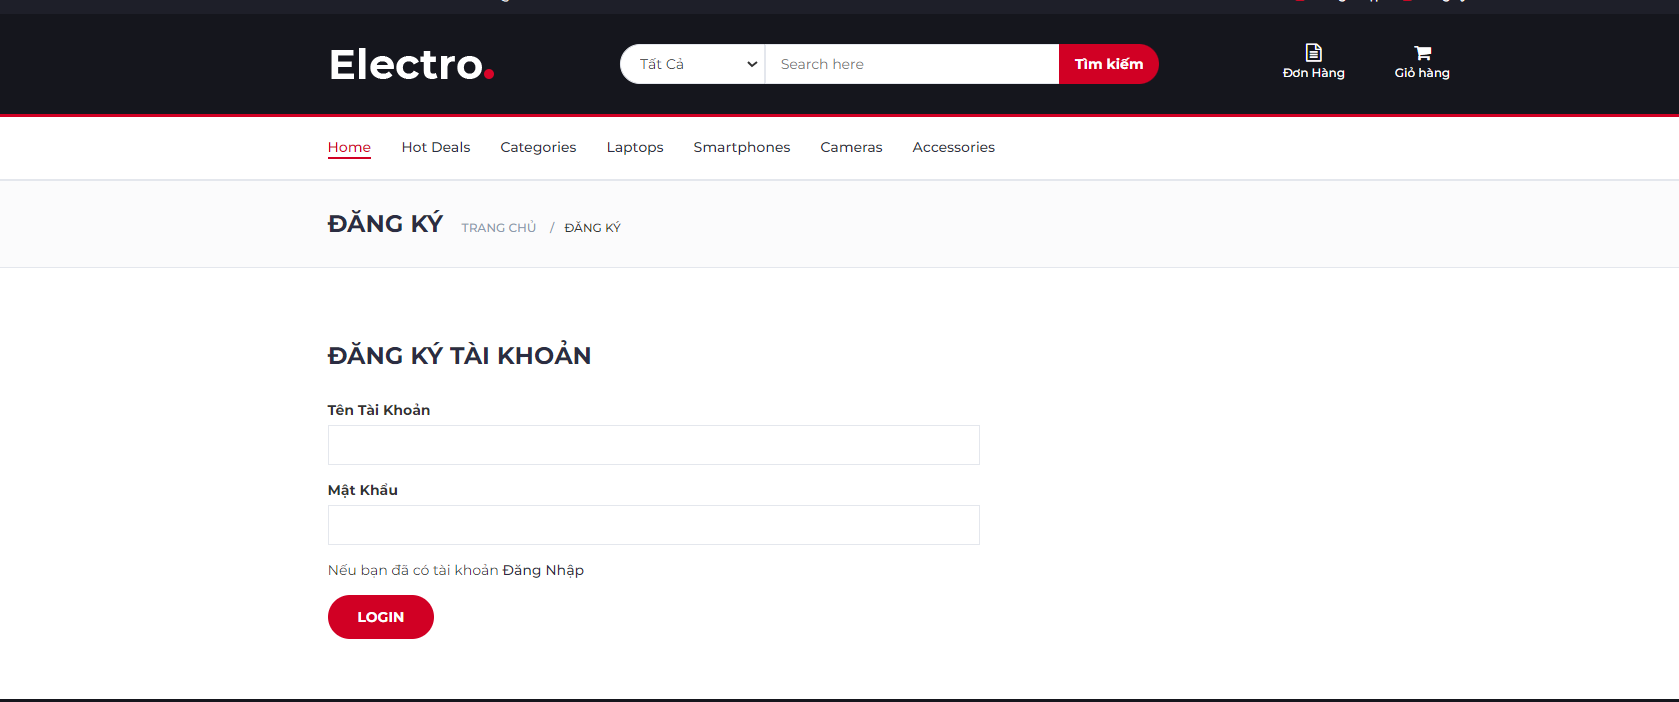 Electro.
Tất Cả
Search here
Tìm kiếm
Đơn Hàng
Giỏ hàng
Home Hot Deals Categories Laptops Smartphones Cameras Accessories
ĐĂNG KÝ TRANG CHỦ / ĐĂNG KÝ
ĐĂNG KÝ TÀI KHOẢN
Tên Tài Khoản
Mật Khẩu
Nếu bạn đã có tài khoản Đăng Nhập
LOGIN